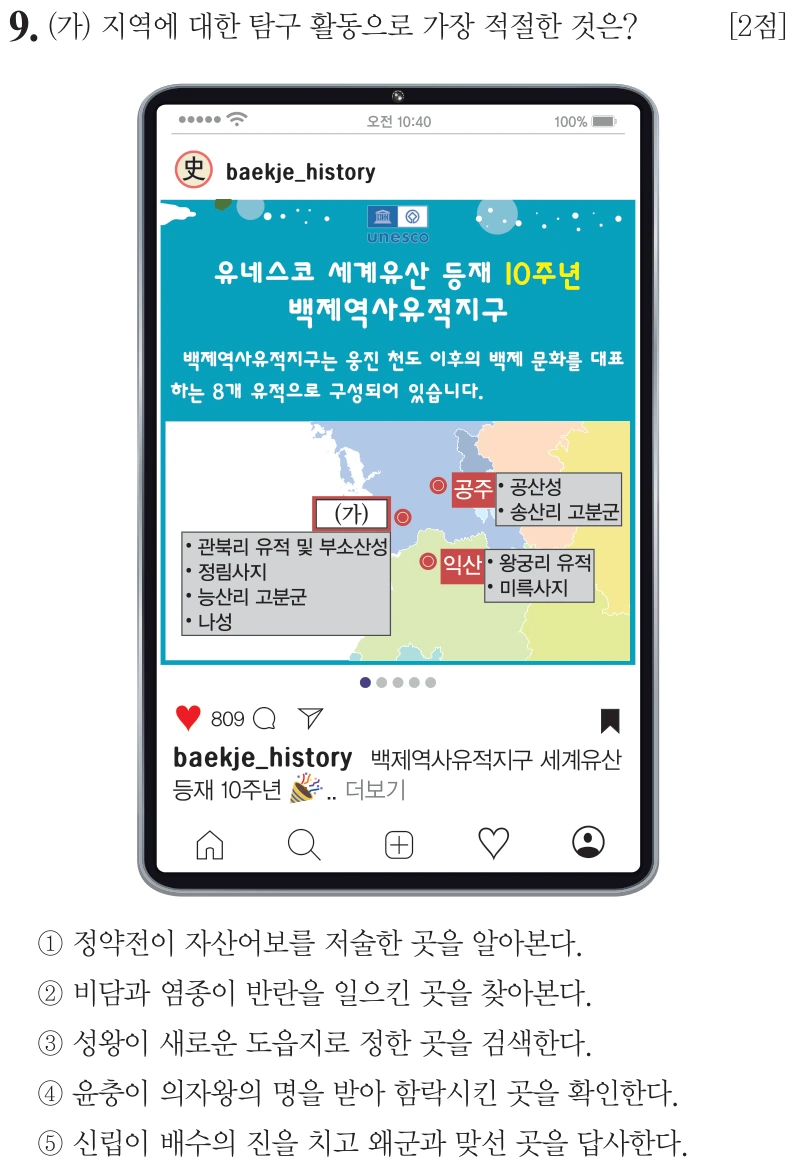 9. (가) 지역에 대한 탐구 활동으로 가장 적절한 것은? [2점]
오전 10:40 100%
史 baekje_history
unesco
유네스코 세계유산 등재 10주년
백제역사유적지구
백제역사유적지구는 웅진 천도 이후의 백제 문화를 대표
하는 8개 유적으로 구성되어 있습니다.
공주
• 공산성
• 송산리 고분군
(가)
• 관북리 유적 및 부소산성
• 정림사지
• 능산리 고분군
• 나성
익산
• 왕궁리 유적
• 미륵사지
809
baekje_history 백제역사유적지구 세계유산
등재 10주년 🎉.. 더보기
① 정약전이 자산어보를 저술한 곳을 알아본다.
② 비담과 염종이 반란을 일으킨 곳을 찾아본다.
③ 성왕이 새로운 도읍지로 정한 곳을 검색한다.
④ 윤충이 의자왕의 명을 받아 함락시킨 곳을 확인한다.
⑤ 신립이 배수의 진을 치고 왜군과 맞선 곳을 답사한다.